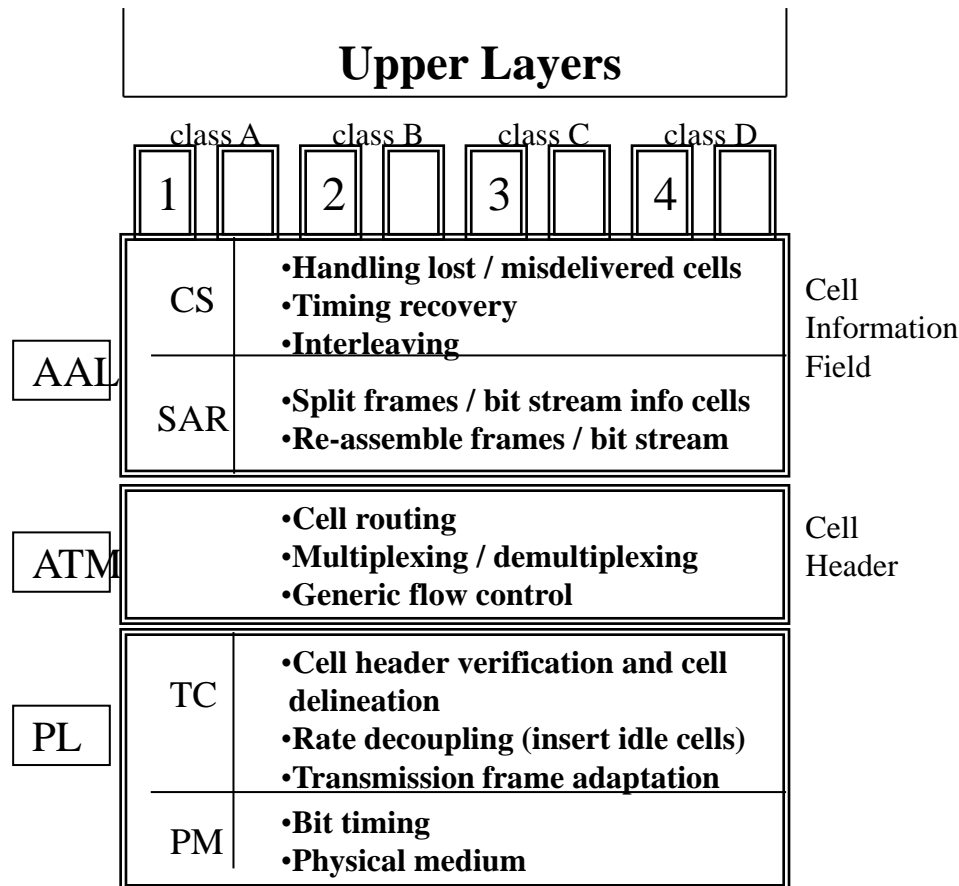 Upper Layers
class A class B class C class D
1 2 3 4
AAL
CS
•Handling lost / misdelivered cells
•Timing recovery
•Interleaving
Cell
Information
Field
SAR
•Split frames / bit stream info cells
•Re-assemble frames / bit stream
ATM
•Cell routing
•Multiplexing / demultiplexing
•Generic flow control
Cell
Header
PL
TC
•Cell header verification and cell
delineation
•Rate decoupling (insert idle cells)
•Transmission frame adaptation
PM
•Bit timing
•Physical medium